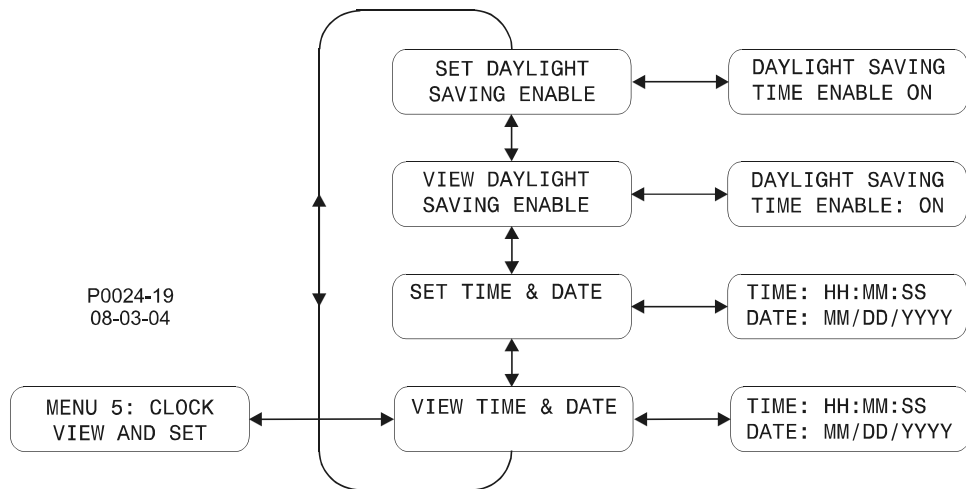 SET DAYLIGHT
SAVING ENABLE
DAYLIGHT SAVING
TIME ENABLE ON
VIEW DAYLIGHT
SAVING ENABLE
DAYLIGHT SAVING
TIME ENABLE: ON
P0024-19
08-03-04
SET TIME & DATE
TIME: HH:MM:SS
DATE: MM/DD/YYYY
MENU 5: CLOCK
VIEW AND SET
VIEW TIME & DATE
TIME: HH:MM:SS
DATE: MM/DD/YYYY